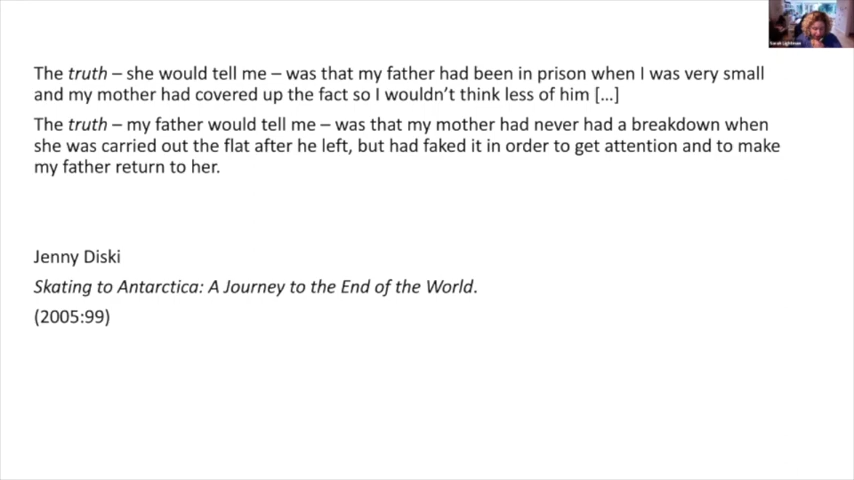 The truth – she would tell me – was that my father had been in prison when I was very small
and my mother had covered up the fact so I wouldn't think less of him [...]
The truth – my father would tell me – was that my mother had never had a breakdown when
she was carried out the flat after he left, but had faked it in order to get attention and to make
my father return to her.
Jenny Diski
Skating to Antarctica: A Journey to the End of the World.
(2005:99)